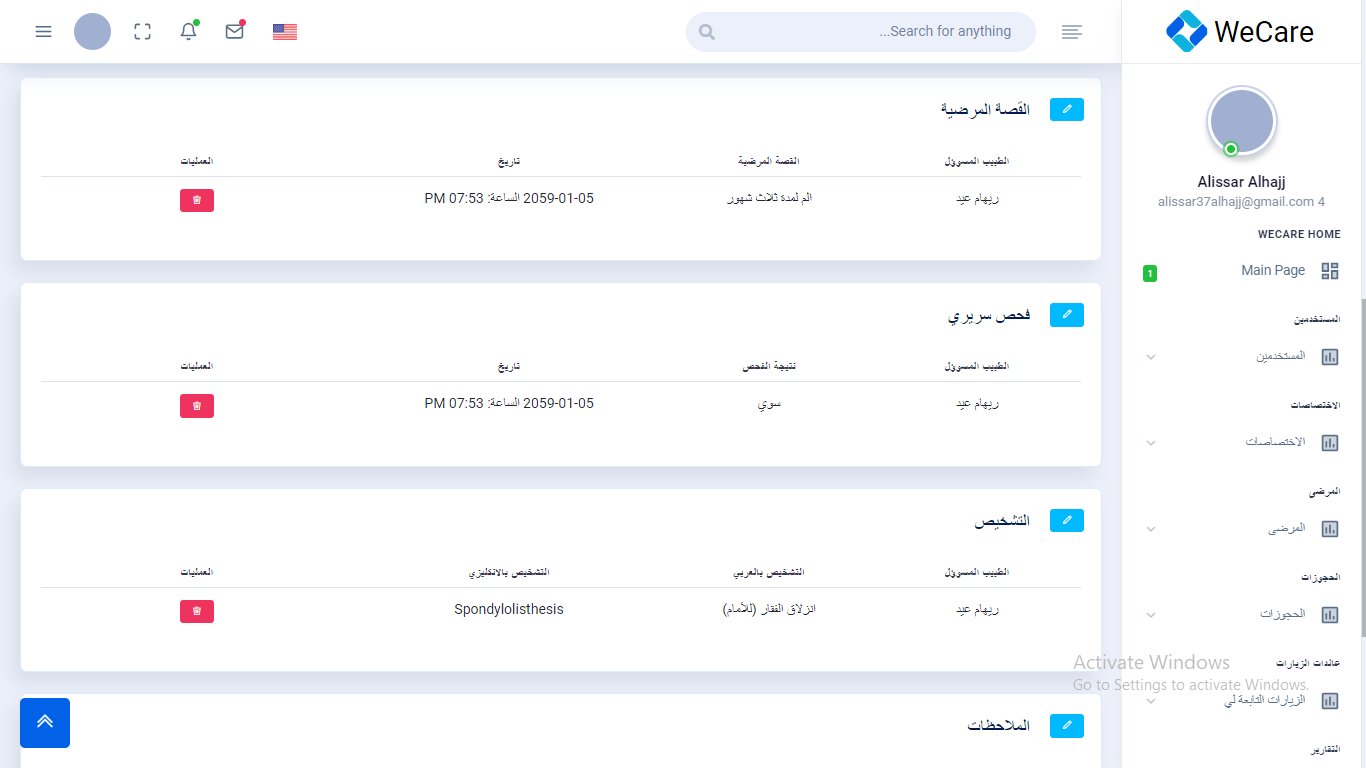 WeCare
Search for anything...
Alissar Alhajj
alissar37alhajj@gmail.com 4
WECARE HOME
Main Page
1
المستخدمين
المستخدمين
الاختصاصات
الاختصاصات
المرضى
المرضى
الحجوزات
الحجوزات
عائدات الزيارات
الزيارات التابعة لي
التقارير
القصة المرضية
الطبيب المسوؤل القصة المرضية تاريخ العمليات
ريهام عيد الم لمدة ثلاث شهور 2059-01-05 الساعة: 07:53 PM
فحص سريري
الطبيب المسوؤل نتيجة الفحص تاريخ العمليات
ريهام عيد سوي 2059-01-05 الساعة: 07:53 PM
التشخيص
الطبيب المسوؤل التشخيص بالعربي التشخيص بالانكليزي العمليات
ريهام عيد انزلاق الفقار (للأمام) Spondylolisthesis
الملاحظات
Activate Windows
Go to Settings to activate Windows.